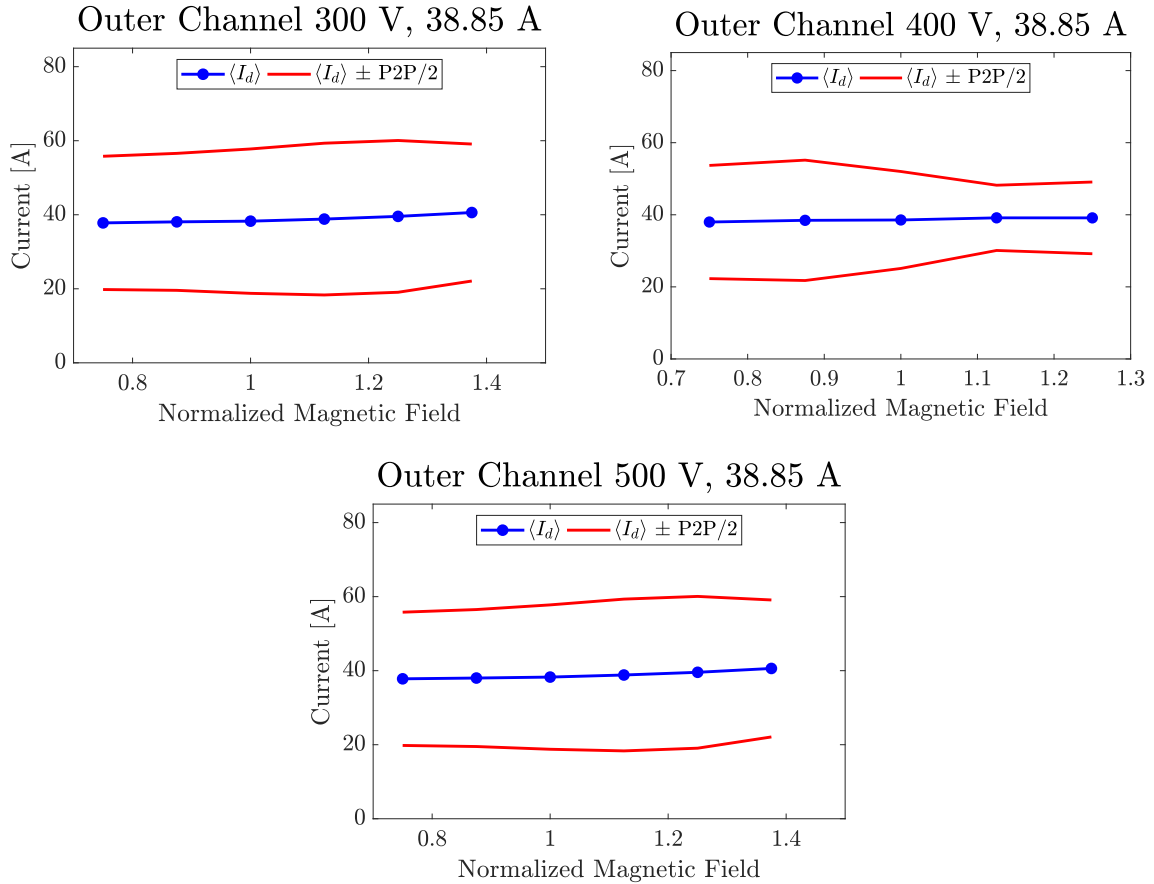 Outer Channel 300 V, 38.85 A
⟨I_d⟩ ⟨I_d⟩ ± P2P/2
80
60
40
20
0
Current [A]
0.8 1 1.2 1.4
Normalized Magnetic Field
Outer Channel 400 V, 38.85 A
⟨I_d⟩ ⟨I_d⟩ ± P2P/2
80
60
40
20
0
Current [A]
0.7 0.8 0.9 1 1.1 1.2 1.3
Normalized Magnetic Field
Outer Channel 500 V, 38.85 A
⟨I_d⟩ ⟨I_d⟩ ± P2P/2
80
60
40
20
0
Current [A]
0.8 1 1.2 1.4
Normalized Magnetic Field